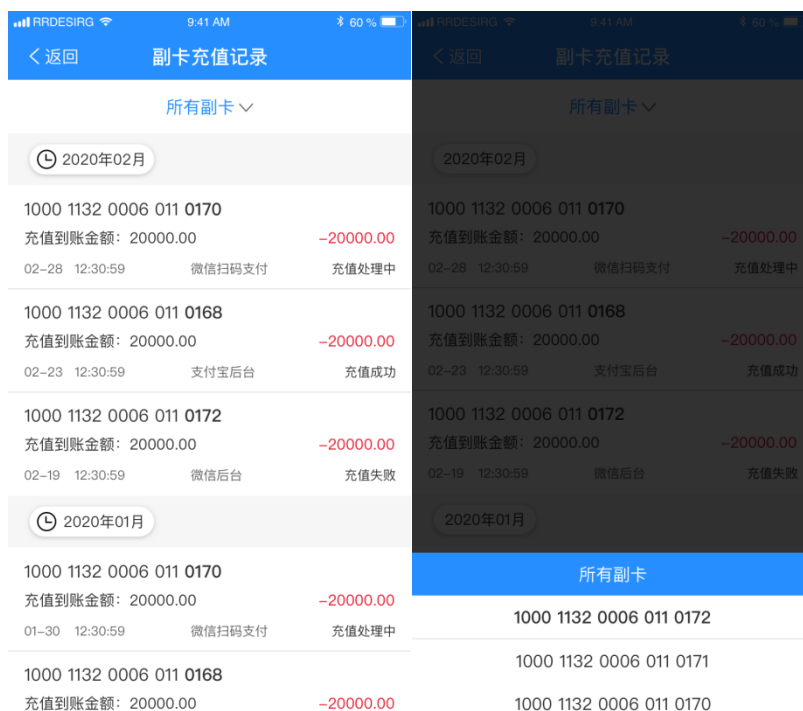 RRDESIRG 9:41 AM 60 %
返回 副卡充值记录
所有副卡
2020年02月
1000 1132 0006 011 0170
充值到账金额：20000.00 -20000.00
02-28 12:30:59 微信扫码支付 充值处理中
1000 1132 0006 011 0168
充值到账金额：20000.00 -20000.00
02-23 12:30:59 支付宝后台 充值成功
1000 1132 0006 011 0172
充值到账金额：20000.00 -20000.00
02-19 12:30:59 微信后台 充值失败
2020年01月
1000 1132 0006 011 0170
充值到账金额：20000.00 -20000.00
01-30 12:30:59 微信扫码支付 充值处理中
1000 1132 0006 011 0168
充值到账金额：20000.00 -20000.00
RRDESIRG 9:41 AM 60 %
返回 副卡充值记录
所有副卡
2020年02月
1000 1132 0006 011 0170
充值到账金额：20000.00 -20000.00
02-28 12:30:59 微信扫码支付 充值处理中
1000 1132 0006 011 0168
充值到账金额：20000.00 -20000.00
02-23 12:30:59 支付宝后台 充值成功
1000 1132 0006 011 0172
充值到账金额：20000.00 -20000.00
02-19 12:30:59 微信后台 充值失败
2020年01月
所有副卡
1000 1132 0006 011 0172
1000 1132 0006 011 0171
1000 1132 0006 011 0170